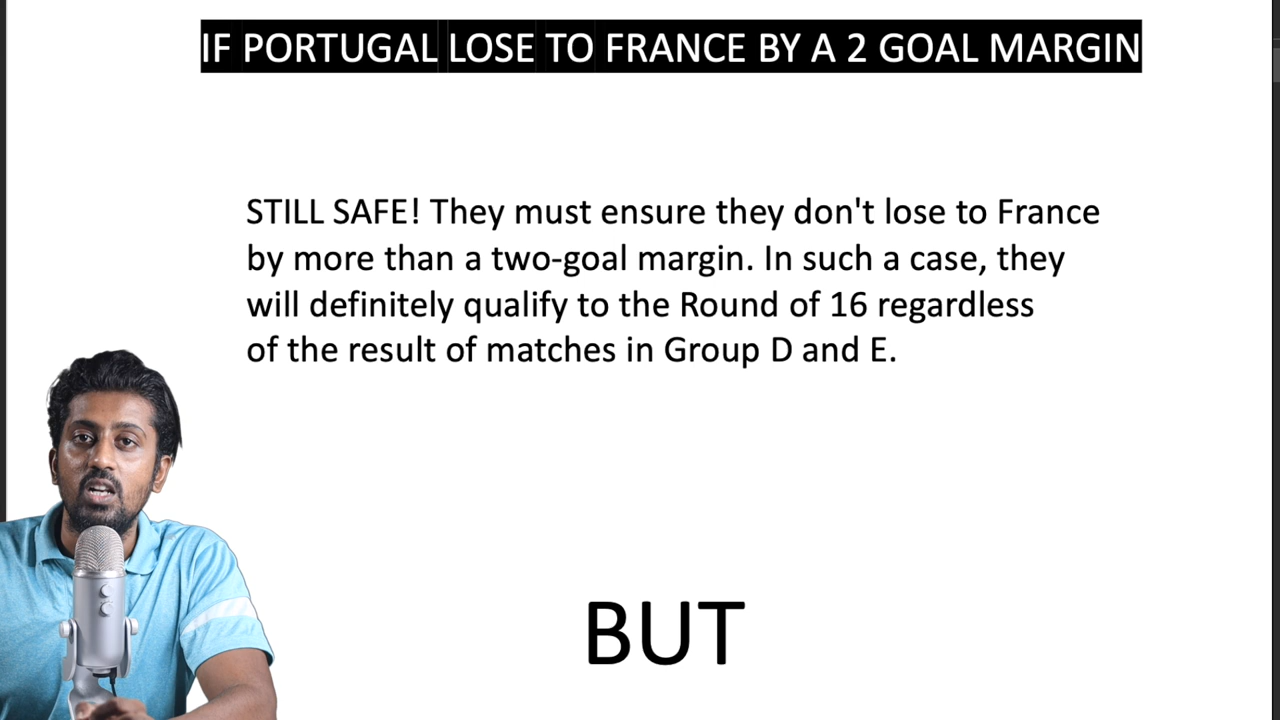 IF PORTUGAL LOSE TO FRANCE BY A 2 GOAL MARGIN
STILL SAFE! They must ensure they don't lose to France
by more than a two-goal margin. In such a case, they
will definitely qualify to the Round of 16 regardless
of the result of matches in Group D and E.
BUT